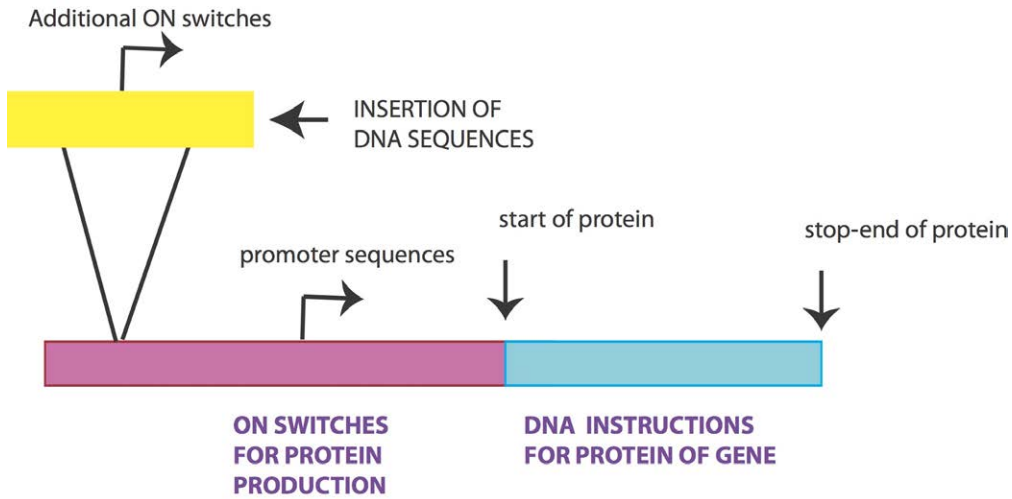 Additional ON switches
INSERTION OF
DNA SEQUENCES
start of protein
stop-end of protein
promoter sequences
ON SWITCHES
FOR PROTEIN
PRODUCTION
DNA INSTRUCTIONS
FOR PROTEIN OF GENE